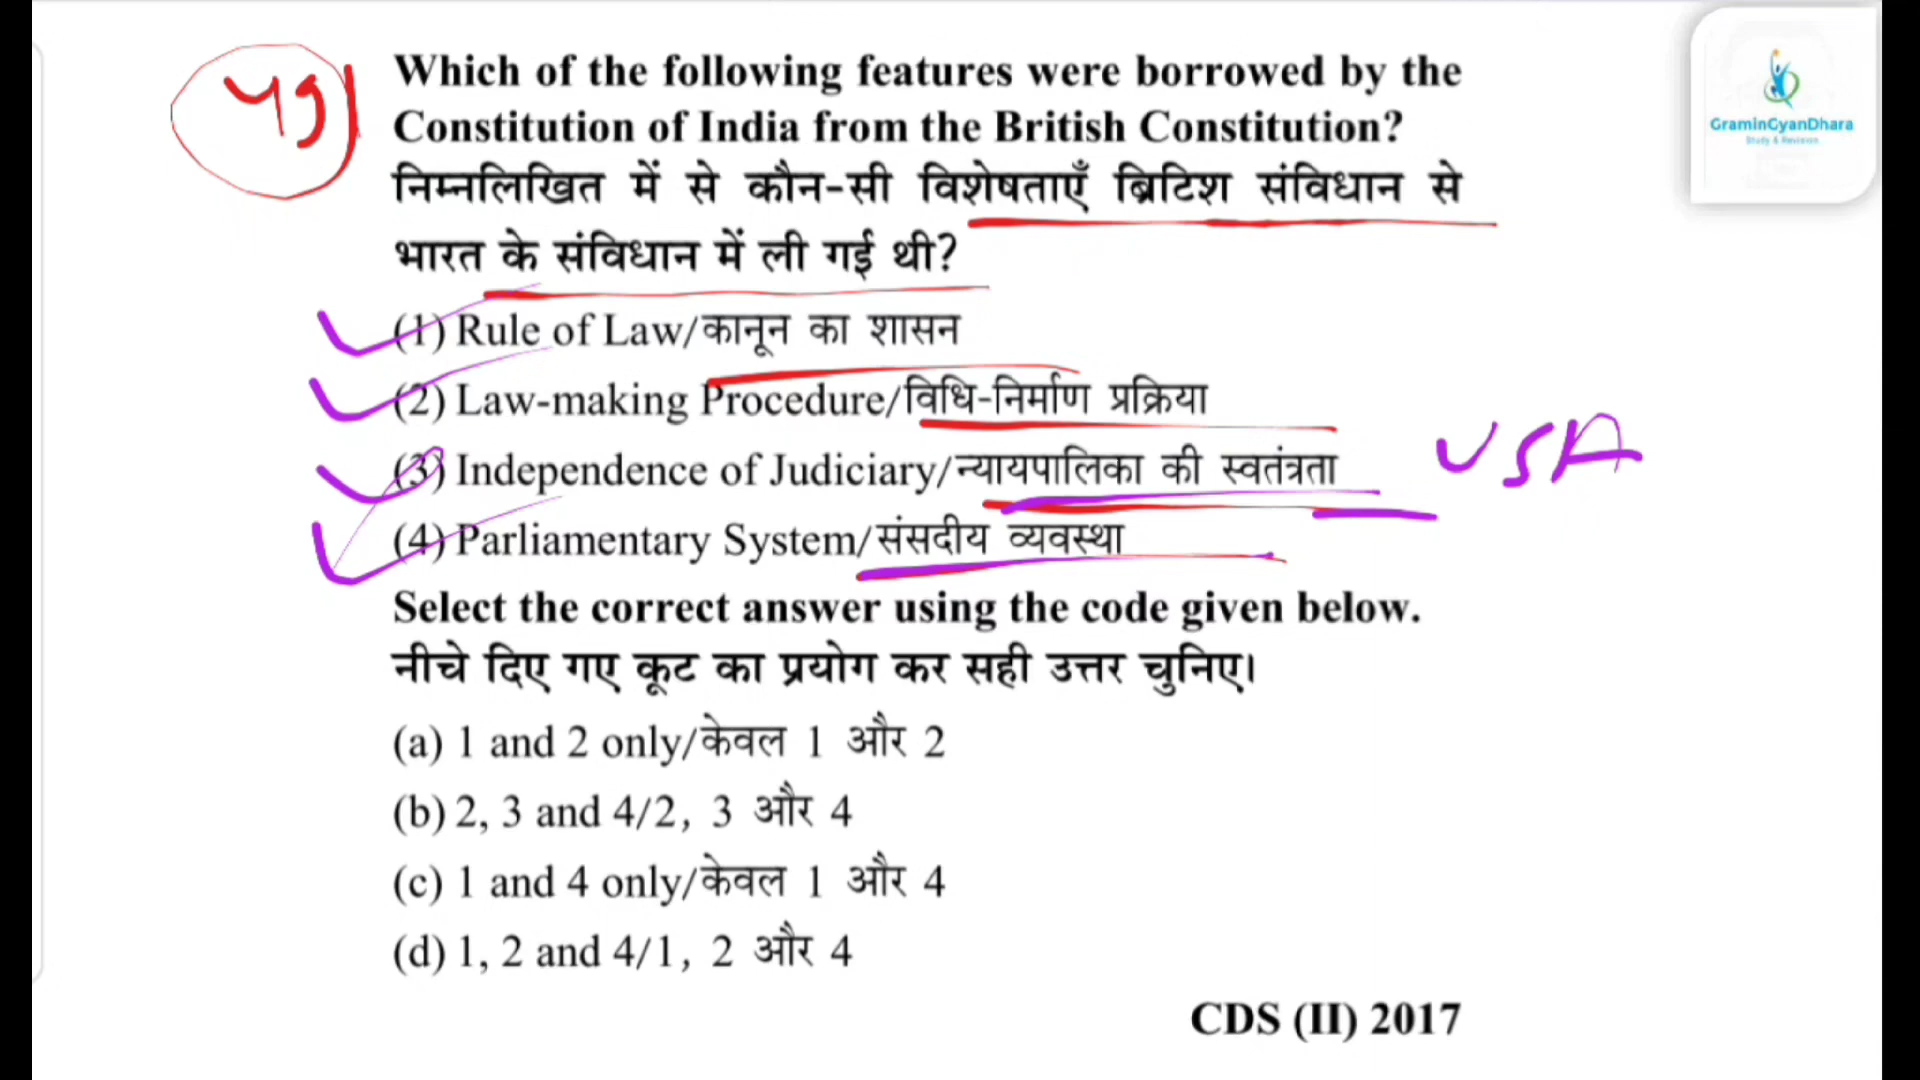 Which of the following features were borrowed by the
Constitution of India from the British Constitution?
निम्नलिखित में से कौन-सी विशेषताएँ ब्रिटिश संविधान से
भारत के संविधान में ली गई थी?
(1) Rule of Law/कानून का शासन
(2) Law-making Procedure/विधि-निर्माण प्रक्रिया
(3) Independence of Judiciary/न्यायपालिका की स्वतंत्रता
USA
(4) Parliamentary System/संसदीय व्यवस्था
Select the correct answer using the code given below.
नीचे दिए गए कूट का प्रयोग कर सही उत्तर चुनिए।
(a) 1 and 2 only/केवल 1 और 2
(b) 2, 3 and 4/2, 3 और 4
(c) 1 and 4 only/केवल 1 और 4
(d) 1, 2 and 4/1, 2 और 4
CDS (II) 2017
GraminGyanDhara
Study & Revision